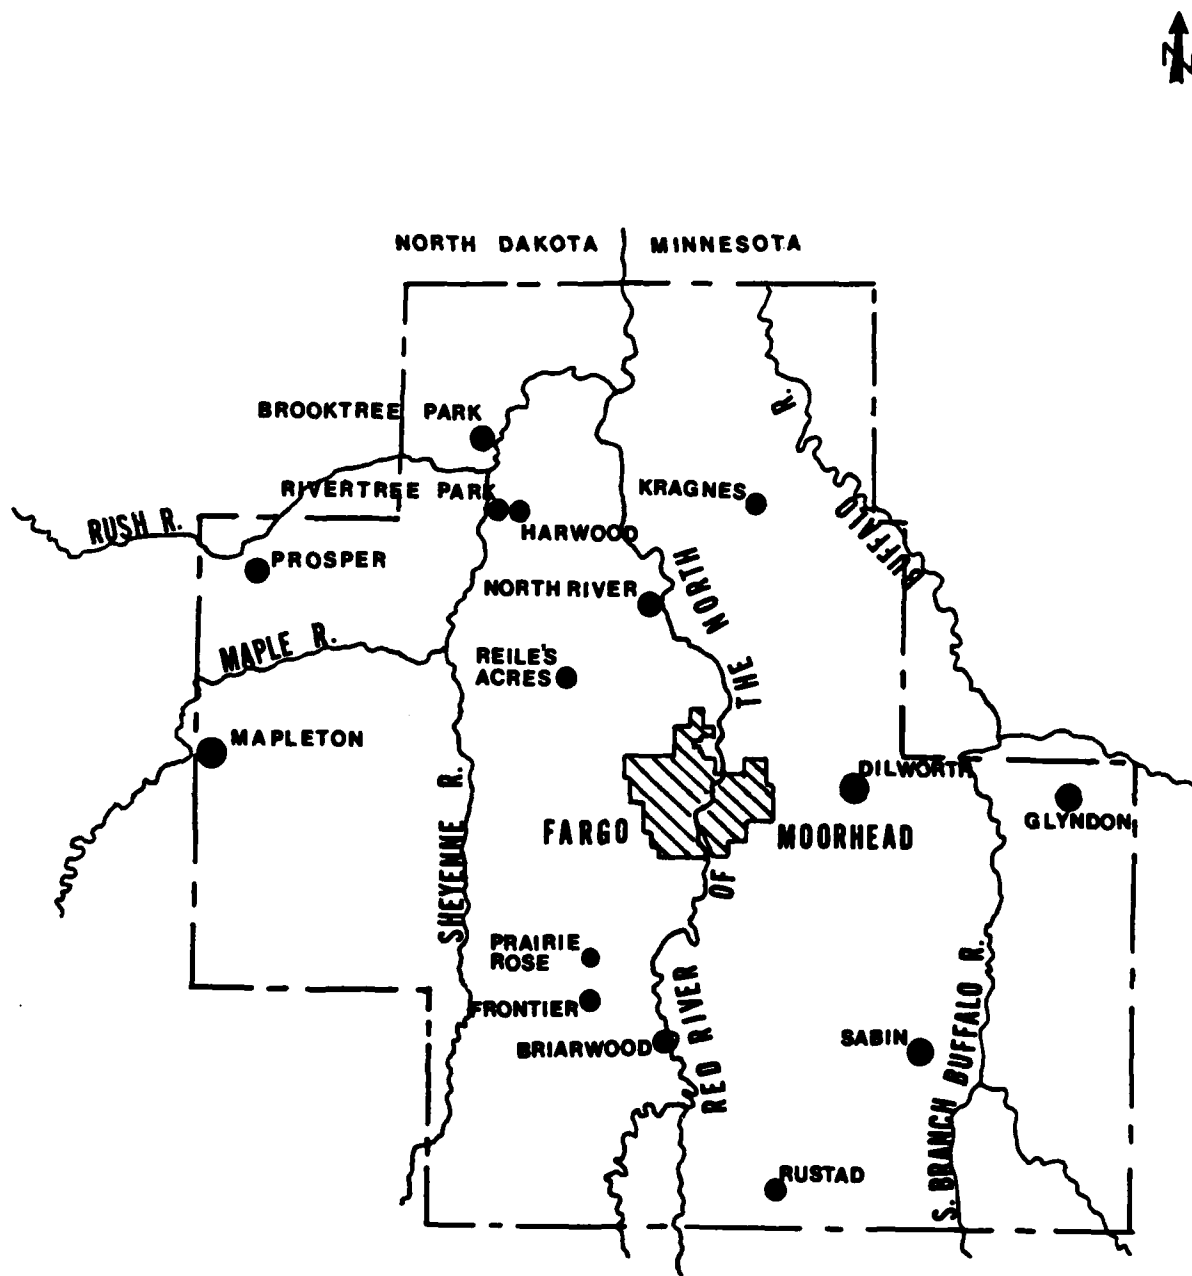 N
NORTH DAKOTA
MINNESOTA
BROOKTREE PARK
R.
RIVERTREE PARK
KRAGNES
RUSH R.
HARWOOD
BUFFALO
PROSPER
NORTH RIVER
NORTH
MAPLE R.
REILE'S
ACRES
THE
MAPLETON
DILWORTH
SHEYENNE R.
FARGO
MOORHEAD
GLYNDON
OF
PRAIRIE
ROSE
FRONTIER
RED RIVER
BRIARWOOD
SABIN
S. BRANCH BUFFALO R.
RUSTAD